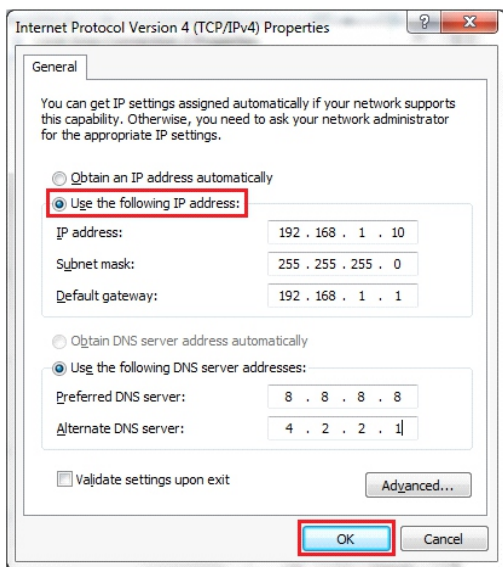 Internet Protocol Version 4 (TCP/IPv4) Properties
General
You can get IP settings assigned automatically if your network supports
this capability. Otherwise, you need to ask your network administrator
for the appropriate IP settings.
Obtain an IP address automatically
Use the following IP address:
IP address: 192 . 168 . 1 . 10
Subnet mask: 255 . 255 . 255 . 0
Default gateway: 192 . 168 . 1 . 1
Obtain DNS server address automatically
Use the following DNS server addresses:
Preferred DNS server: 8 . 8 . 8 . 8
Alternate DNS server: 4 . 2 . 2 . 1
Validate settings upon exit
Advanced...
OK Cancel